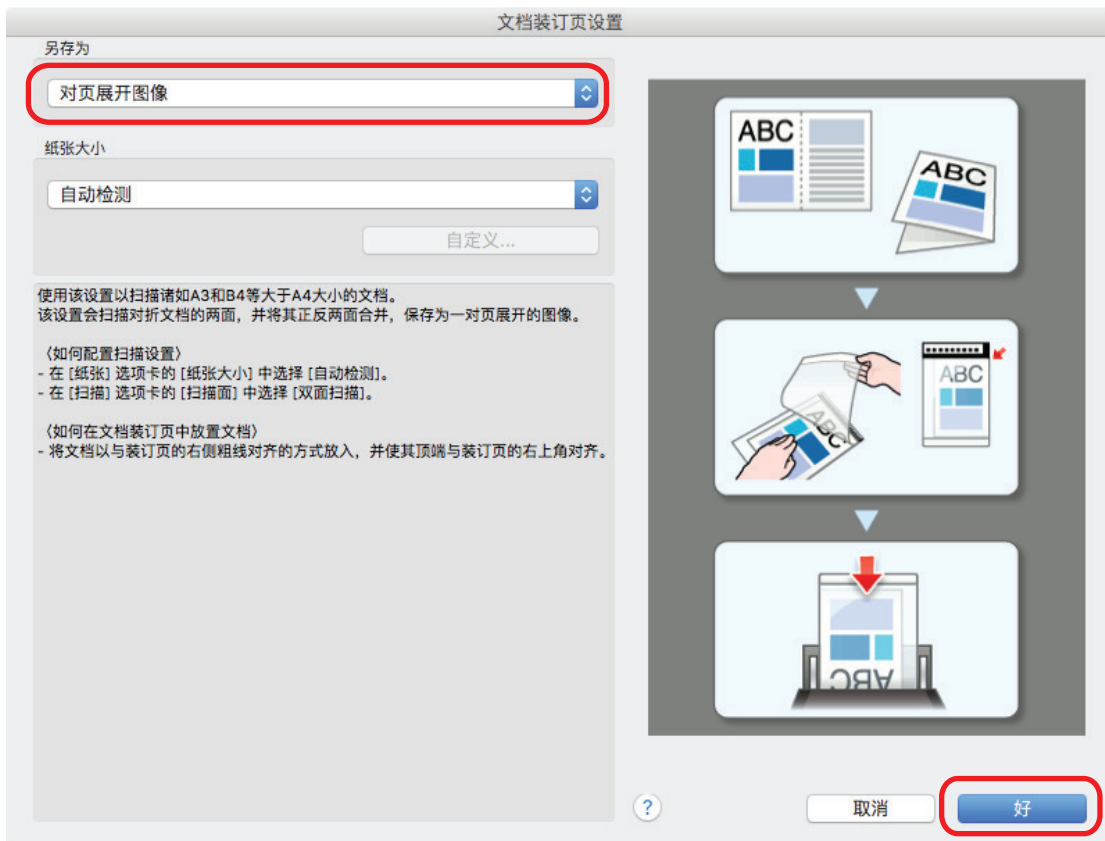 文档装订页设置
另存为
对页展开图像
纸张大小
自动检测
自定义...
使用该设置以扫描诸如A3和B4等大于A4大小的文档。
该设置会扫描对折文档的两面，并将其正反两面合并，保存为一对页展开的图像。
〈如何配置扫描设置〉
- 在 [纸张] 选项卡的 [纸张大小] 中选择 [自动检测]。
- 在 [扫描] 选项卡的 [扫描面] 中选择 [双面扫描]。
〈如何在文档装订页中放置文档〉
- 将文档以与装订页的右侧粗线对齐的方式放入，并使其顶端与装订页的右上角对齐。
ABC
ABC
ABC
ABC
ABC
?
取消
好